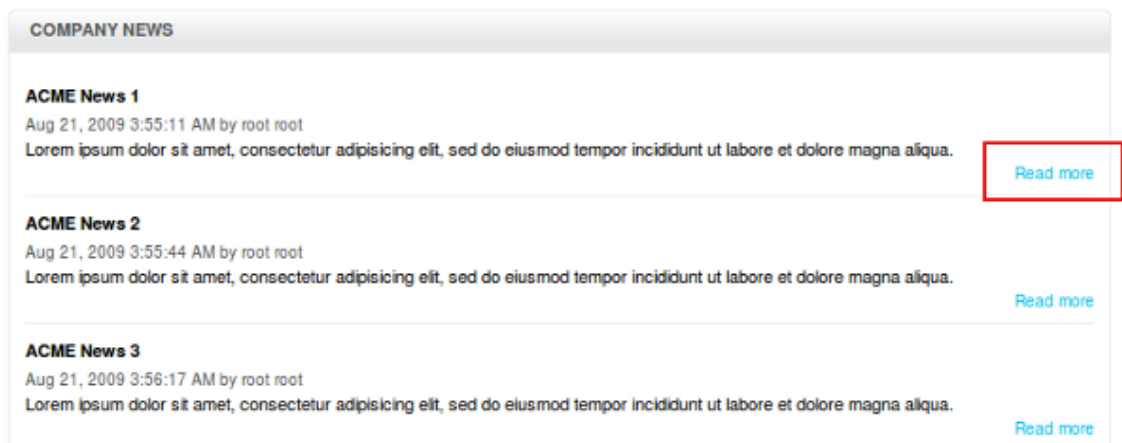 COMPANY NEWS
ACME News 1
Aug 21, 2009 3:55:11 AM by root root
Lorem ipsum dolor sit amet, consectetur adipisicing elit, sed do eiusmod tempor incididunt ut labore et dolore magna aliqua.
Read more
ACME News 2
Aug 21, 2009 3:55:44 AM by root root
Lorem ipsum dolor sit amet, consectetur adipisicing elit, sed do eiusmod tempor incididunt ut labore et dolore magna aliqua.
Read more
ACME News 3
Aug 21, 2009 3:56:17 AM by root root
Lorem ipsum dolor sit amet, consectetur adipisicing elit, sed do eiusmod tempor incididunt ut labore et dolore magna aliqua.
Read more